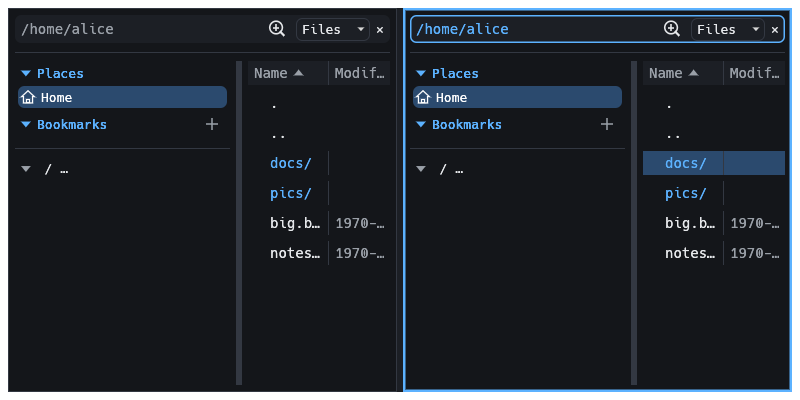 /home/alice Files ×
Places
Home
Bookmarks +
/ …
Name Modif…
.
..
docs/
pics/
big.b… 1970-…
notes… 1970-…
/home/alice Files ×
Places
Home
Bookmarks +
/ …
Name Modif…
.
..
docs/
pics/
big.b… 1970-…
notes… 1970-…